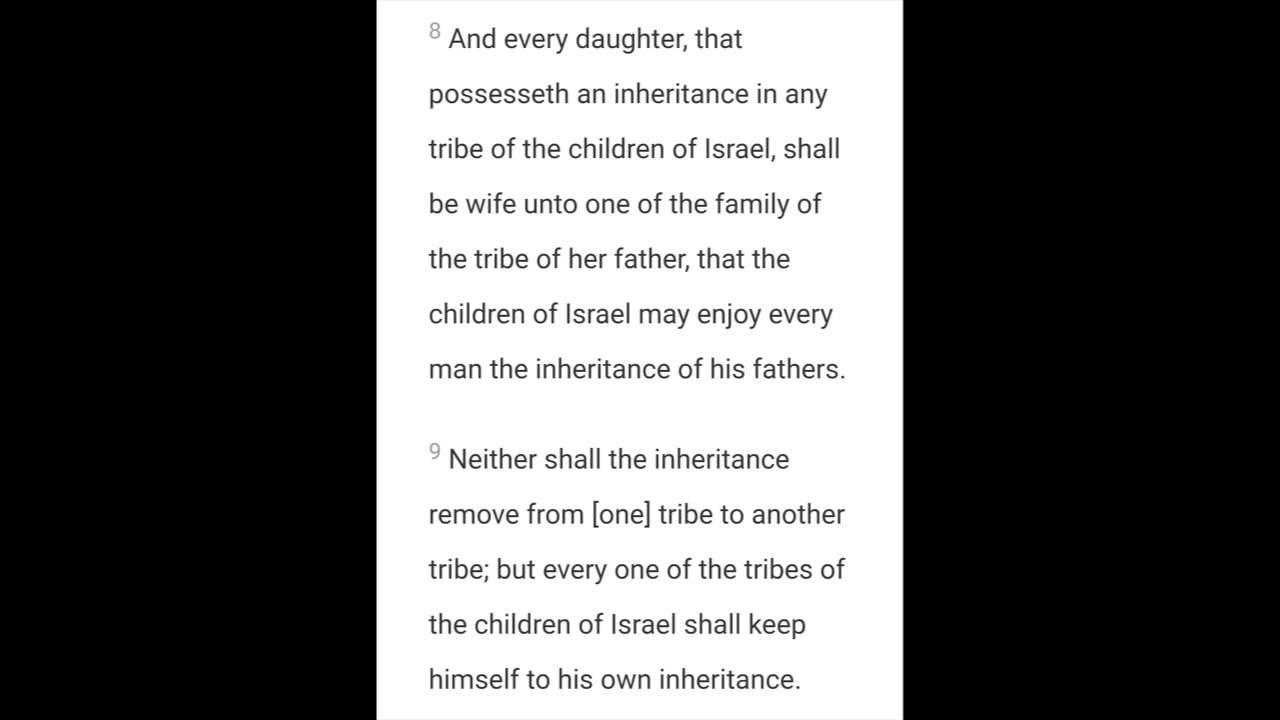 8 And every daughter, that
possesseth an inheritance in any
tribe of the children of Israel, shall
be wife unto one of the family of
the tribe of her father, that the
children of Israel may enjoy every
man the inheritance of his fathers.
9 Neither shall the inheritance
remove from [one] tribe to another
tribe; but every one of the tribes of
the children of Israel shall keep
himself to his own inheritance.